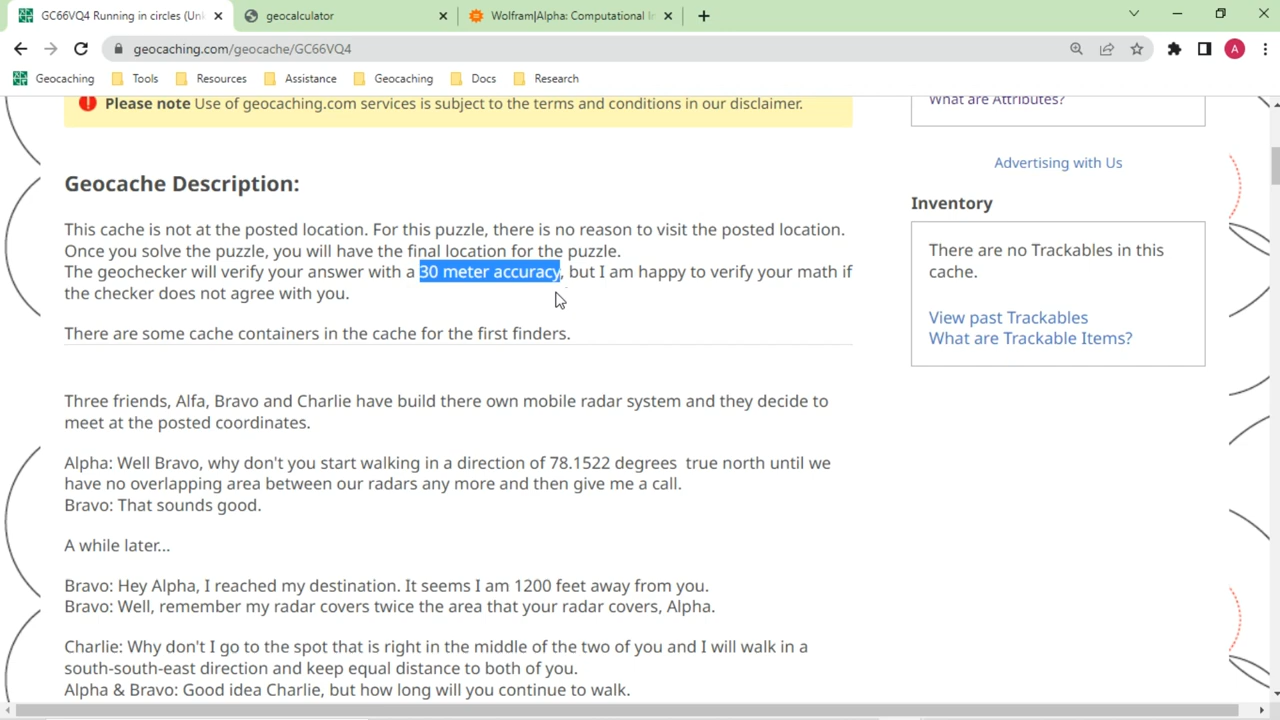 GC66VQ4 Running in circles (Unk
geocalculator
Wolfram|Alpha: Computational In
geocaching.com/geocache/GC66VQ4
A
Geocaching
Tools
Resources
Assistance
Geocaching
Docs
Research
Please note Use of geocaching.com services is subject to the terms and conditions in our disclaimer.
What are Attributes?
Advertising with Us
Geocache Description:
This cache is not at the posted location. For this puzzle, there is no reason to visit the posted location.
Once you solve the puzzle, you will have the final location for the puzzle.
The geochecker will verify your answer with a 30 meter accuracy, but I am happy to verify your math if
the checker does not agree with you.
There are some cache containers in the cache for the first finders.
Inventory
There are no Trackables in this
cache.
View past Trackables
What are Trackable Items?
Three friends, Alfa, Bravo and Charlie have build there own mobile radar system and they decide to
meet at the posted coordinates.
Alpha: Well Bravo, why don't you start walking in a direction of 78.1522 degrees  true north until we
have no overlapping area between our radars any more and then give me a call.
Bravo: That sounds good.
A while later...
Bravo: Hey Alpha, I reached my destination. It seems I am 1200 feet away from you.
Bravo: Well, remember my radar covers twice the area that your radar covers, Alpha.
Charlie: Why don't I go to the spot that is right in the middle of the two of you and I will walk in a
south-south-east direction and keep equal distance to both of you.
Alpha & Bravo: Good idea Charlie, but how long will you continue to walk.